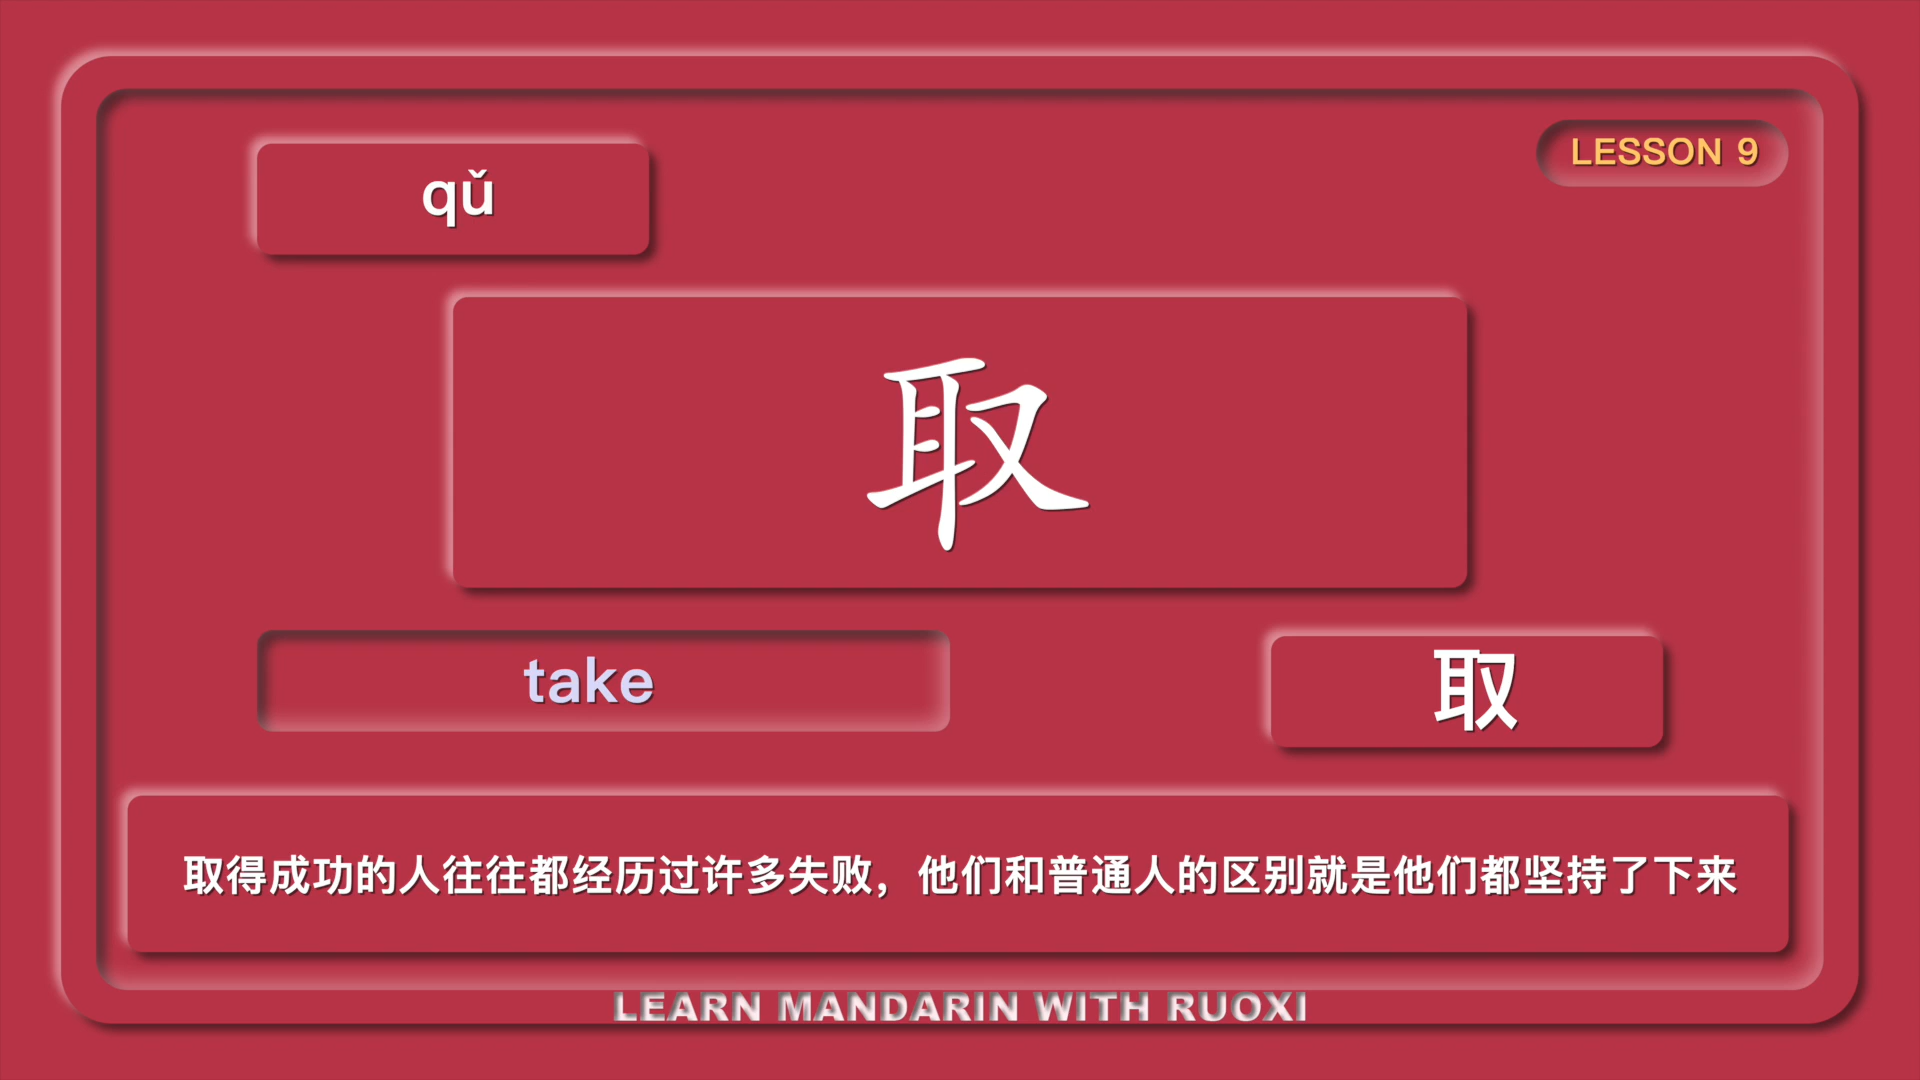 LESSON 9
qǔ
取
take
取
取得成功的人往往都经历过许多失败，他们和普通人的区别就是他们都坚持了下来
LEARN MANDARIN WITH RUOXI